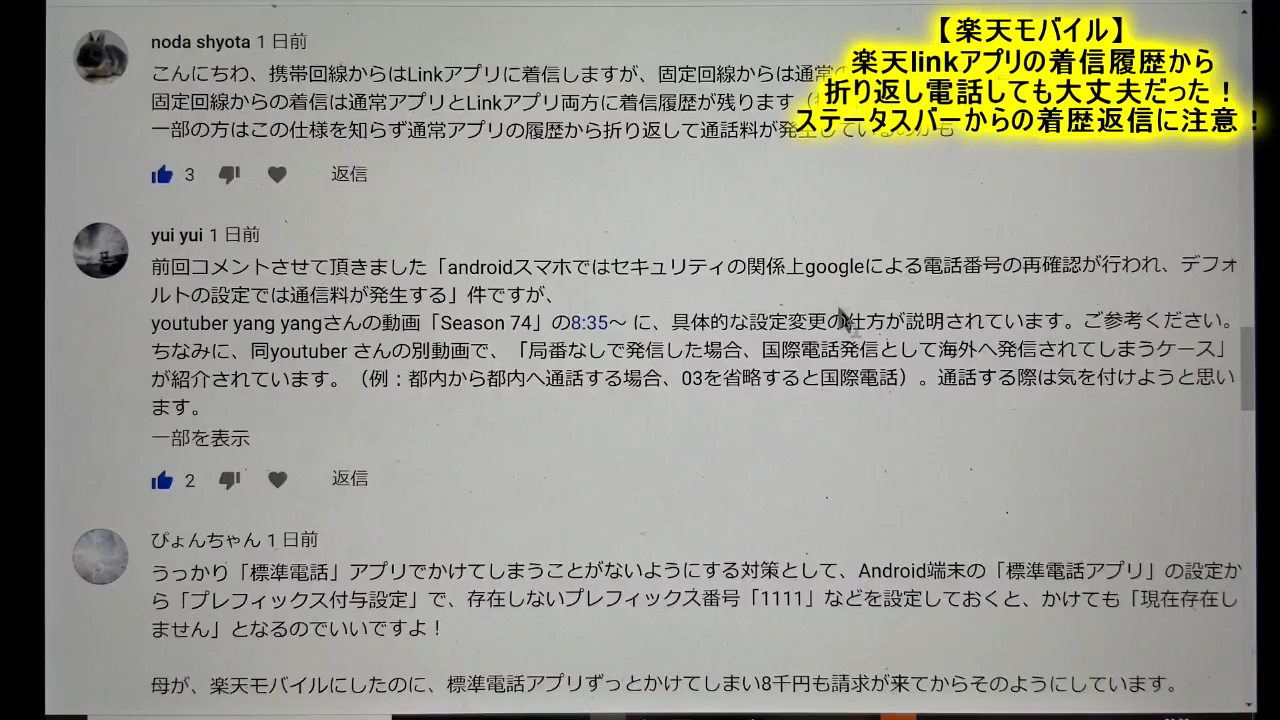 【楽天モバイル】
楽天linkアプリの着信履歴から
折り返し電話しても大丈夫だった！
ステータスバーからの着歴返信に注意！
noda shyota 1 日前
こんにちわ、携帯回線からはLinkアプリに着信しますが、固定回線からは通常の
固定回線からの着信は通常アプリとLinkアプリ両方に着信履歴が残ります
一部の方はこの仕様を知らず通常アプリの履歴から折り返して通話料が発生しているのかも
3 返信
yui yui 1 日前
前回コメントさせて頂きました「androidスマホではセキュリティの関係上googleによる電話番号の再確認が行われ、デフォ
ルトの設定では通信料が発生する」件ですが、
youtuber yang yangさんの動画「Season 74」の8:35〜 に、具体的な設定変更の仕方が説明されています。ご参考ください。
ちなみに、同youtuber さんの別動画で、「局番なしで発信した場合、国際電話発信として海外へ発信されてしまうケース」
が紹介されています。（例：都内から都内へ通話する場合、03を省略すると国際電話）。通話する際は気を付けようと思い
ます。
一部を表示
2 返信
ぴょんちゃん 1 日前
うっかり「標準電話」アプリでかけてしまうことがないようにする対策として、Android端末の「標準電話アプリ」の設定か
ら「プレフィックス付与設定」で、存在しないプレフィックス番号「1111」などを設定しておくと、かけても「現在存在し
ません」となるのでいいですよ！
母が、楽天モバイルにしたのに、標準電話アプリずっとかけてしまい8千円も請求が来てからそのようにしています。